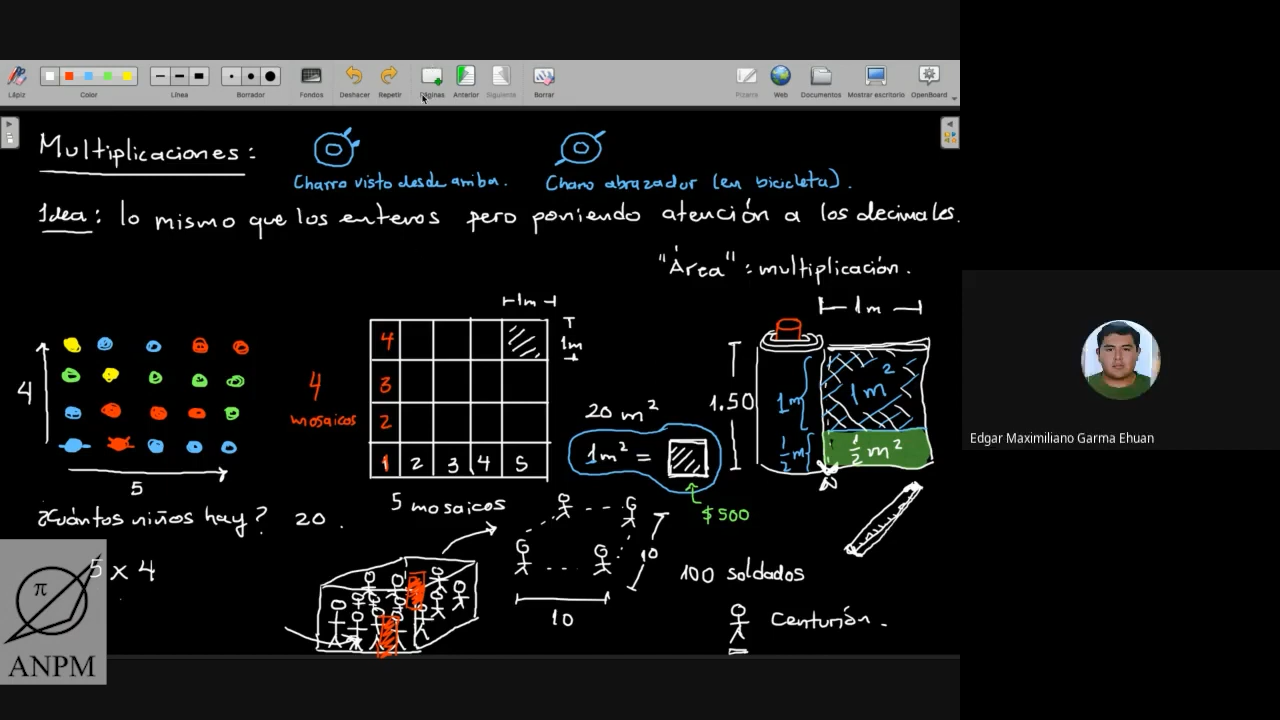 Lápiz
Color
Línea
Borrador
Fondos
Deshacer
Repetir
Páginas
Anterior
Siguiente
Borrar
Pizarra
Web
Documentos
Mostrar escritorio
OpenBoard
Multiplicaciones:
Charro visto desde arriba.
Charro abrazador (en bicicleta).
Idea: lo mismo que los enteros pero poniendo atención a los decimales.
"Área": multiplicación.
1m
1m
4
5
¿Cuántos niños hay? 20.
5 x 4
4
mosaicos
4
3
2
1 2 3 4 5
1m
5 mosaicos
20 m²
1m² =
$500
1.50
1m
½ m
1m²
½ m²
10
10
100 soldados
Centurión.
π
ANPM
Edgar Maximiliano Garma Ehuan